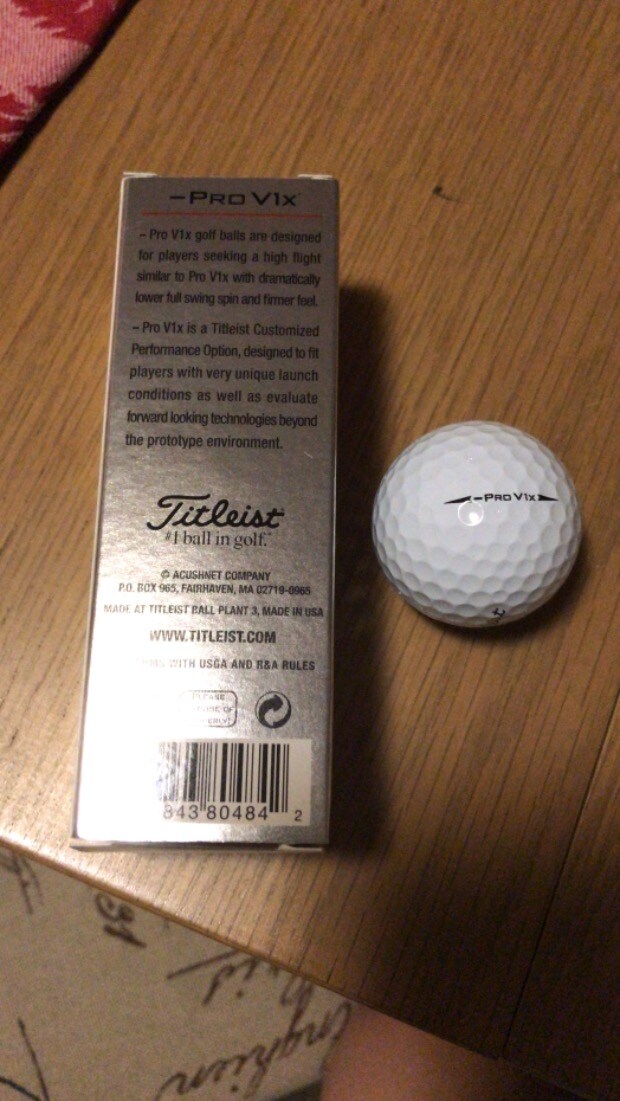 –PRO V1X
– Pro V1x golf balls are designed
for players seeking a high flight
similar to Pro V1x with dramatically
lower full swing spin and firmer feel.
– Pro V1x is a Titleist Customized
Performance Option, designed to fit
players with very unique launch
conditions as well as evaluate
forward looking technologies beyond
the prototype environment.
Titleist
#1 ball in golf.™
© ACUSHNET COMPANY
P.O. BOX 965, FAIRHAVEN, MA 02719-0965
MADE AT TITLEIST BALL PLANT 3, MADE IN USA
WWW.TITLEIST.COM
WITH USGA AND R&A RULES
PLEASE
843 80484 2
–PRO V1X
31